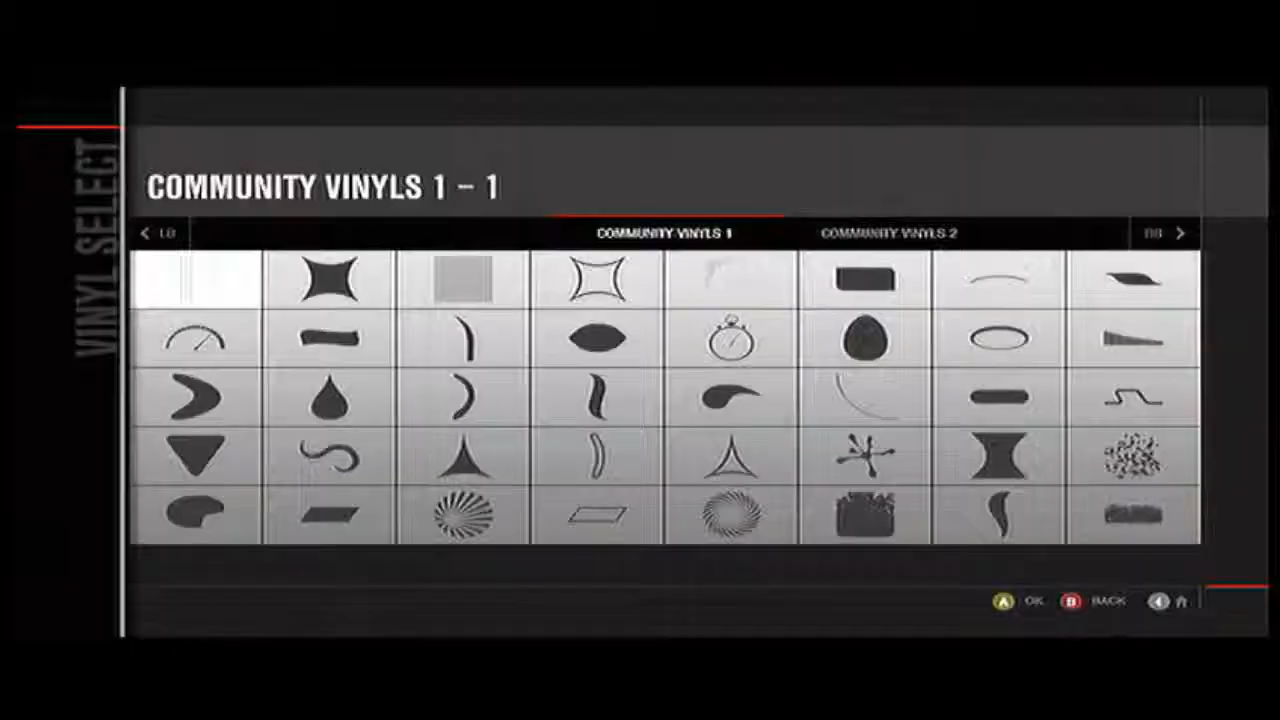 VINYL SELECT
COMMUNITY VINYLS 1 – 1
LB
COMMUNITY VINYLS 1
COMMUNITY VINYLS 2
RB
A OK B BACK